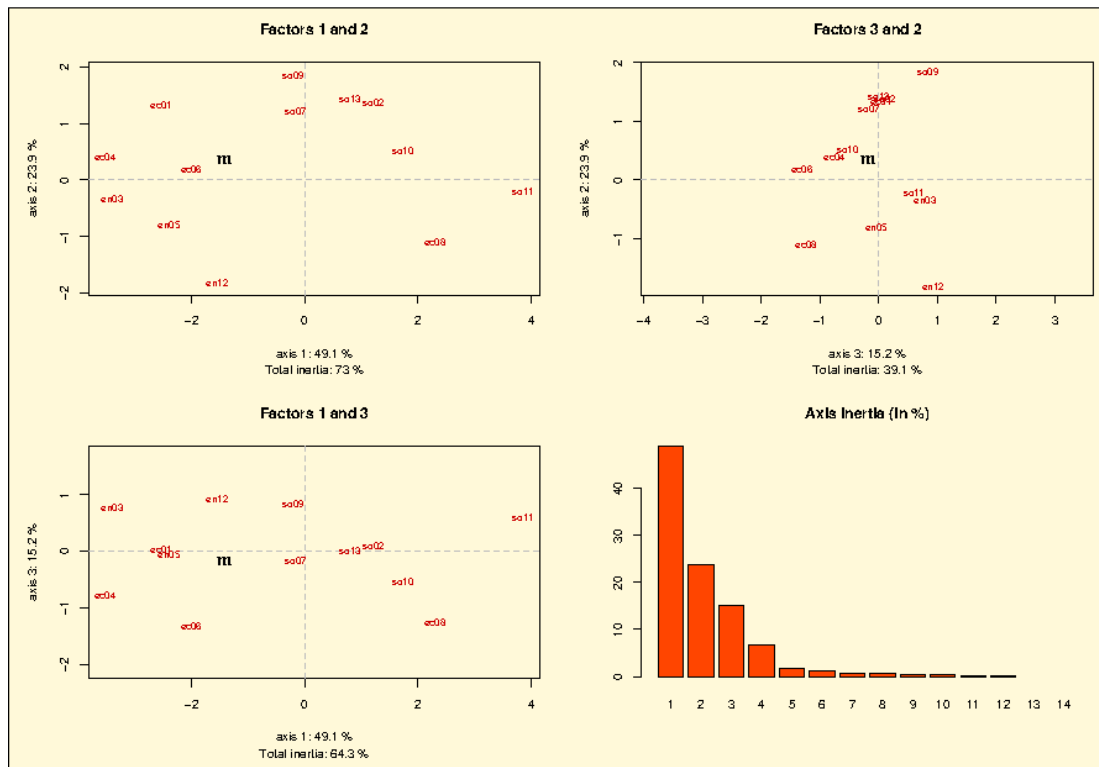 Factors 1 and 2
2
1
0
−1
−2
axis 2: 23.9 %
sa09
ec01
sa13
sa02
sa07
ec04
m
sa10
ec06
en03
sa11
en05
ec08
en12
−2
0
2
4
axis 1: 49.1 %
Total inertia: 73 %
Factors 3 and 2
2
1
0
−1
axis 2: 23.9 %
sa09
sa13
sa07
sa10
ec04
m
ec06
sa11
en03
en05
ec08
en12
−4
−3
−2
−1
0
1
2
3
axis 3: 15.2 %
Total inertia: 39.1 %
Factors 1 and 3
1
0
−1
−2
axis 3: 15.2 %
en03
en12
sa09
sa11
ec01
en05
m
sa07
sa13
sa02
sa10
ec04
ec06
ec08
−2
0
2
4
axis 1: 49.1 %
Total inertia: 64.3 %
Axis Inertia (in %)
40
30
20
10
0
1 2 3 4 5 6 7 8 9 10 11 12 13 14